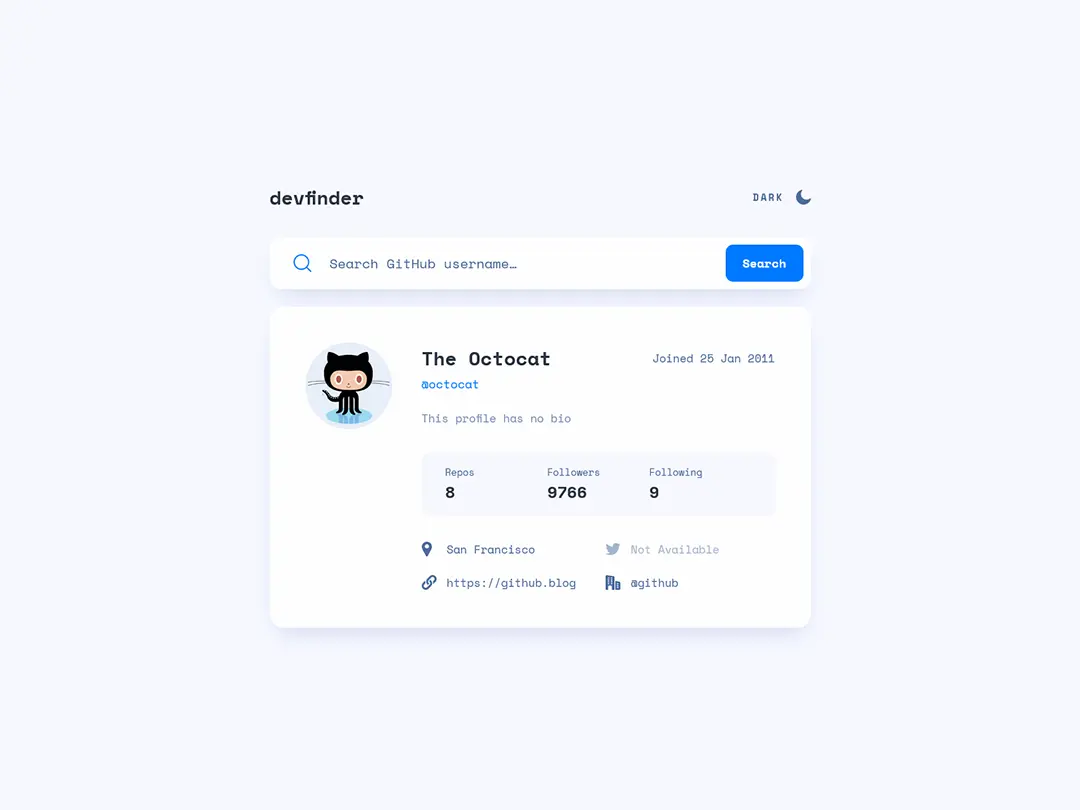 devfinder
DARK
Search GitHub username…
Search
The Octocat
Joined 25 Jan 2011
@octocat
This profile has no bio
Repos Followers Following
8 9766 9
San Francisco
Not Available
https://github.blog
@github